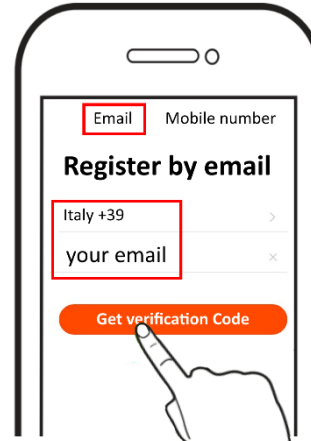 Email Mobile number
Register by email
Italy +39
your email
Get verification Code